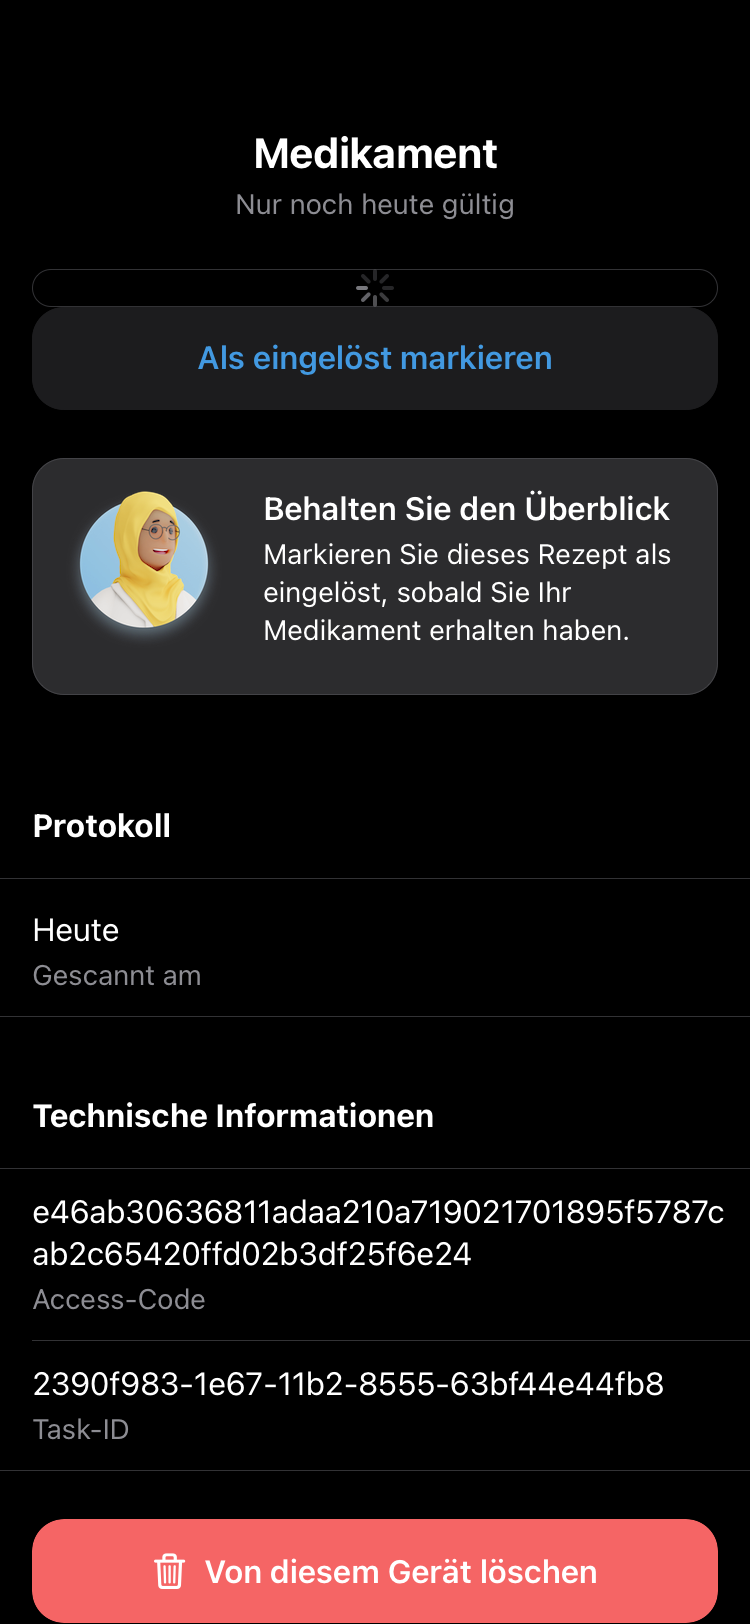 Medikament
Nur noch heute gültig
Als eingelöst markieren
Behalten Sie den Überblick
Markieren Sie dieses Rezept als
eingelöst, sobald Sie Ihr
Medikament erhalten haben.
Protokoll
Heute
Gescannt am
Technische Informationen
e46ab30636811adaa210a719021701895f5787c
ab2c65420ffd02b3df25f6e24
Access-Code
2390f983-1e67-11b2-8555-63bf44e44fb8
Task-ID
Von diesem Gerät löschen